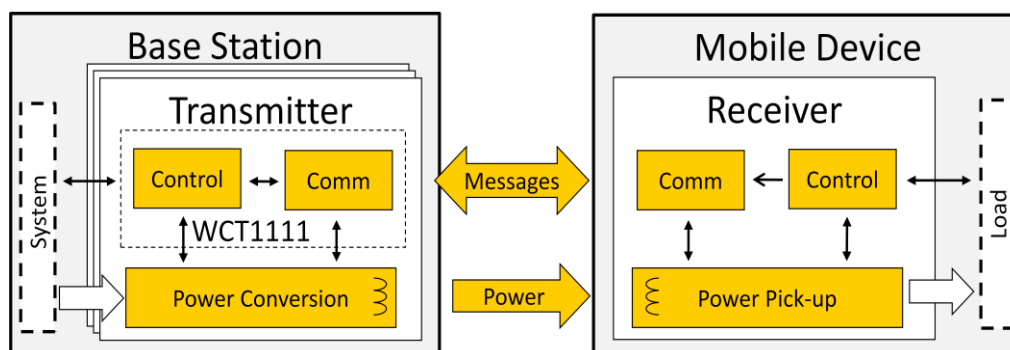 Base Station
Transmitter
System
Control
Comm
WCT1111
Power Conversion
Messages
Power
Mobile Device
Receiver
Comm
Control
Power Pick-up
Load